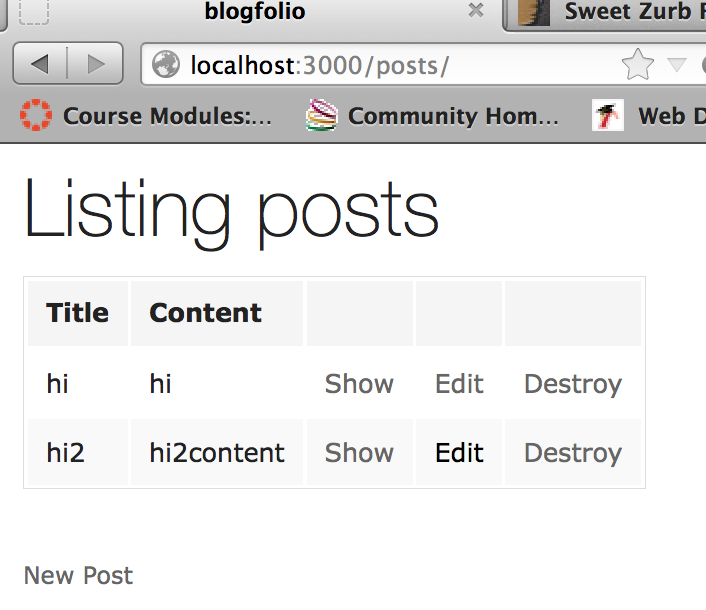 blogfolio
Sweet Zurb
localhost:3000/posts/
Course Modules:...
Community Hom...
Web D
Listing posts
Title Content
hi hi Show Edit Destroy
hi2 hi2content Show Edit Destroy
New Post